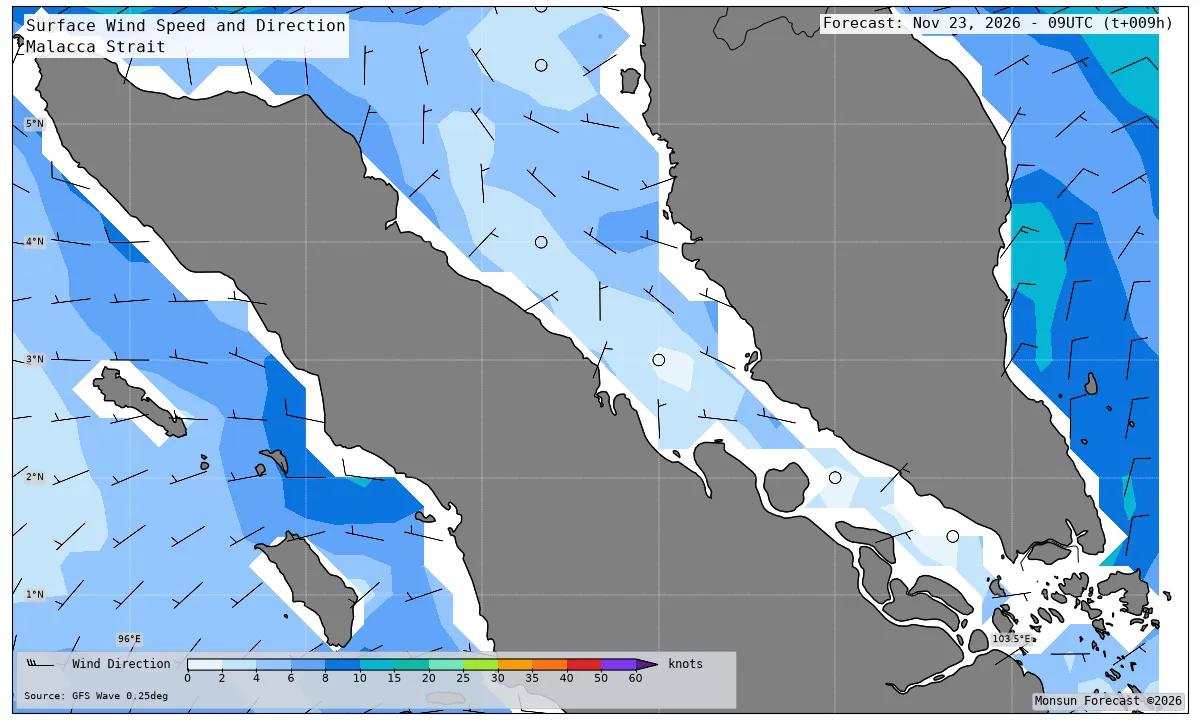 Surface Wind Speed and Direction
Malacca Strait
Forecast: Nov 23, 2026 - 09UTC (t+009h)
5°N
4°N
3°N
2°N
1°N
96°E
103.5°E
Wind Direction
knots
0 2 4 6 8 10 12 15 20 25 30 35 40 50 60
Source: GFS Wave 0.25deg
Monsun Forecast ©2026